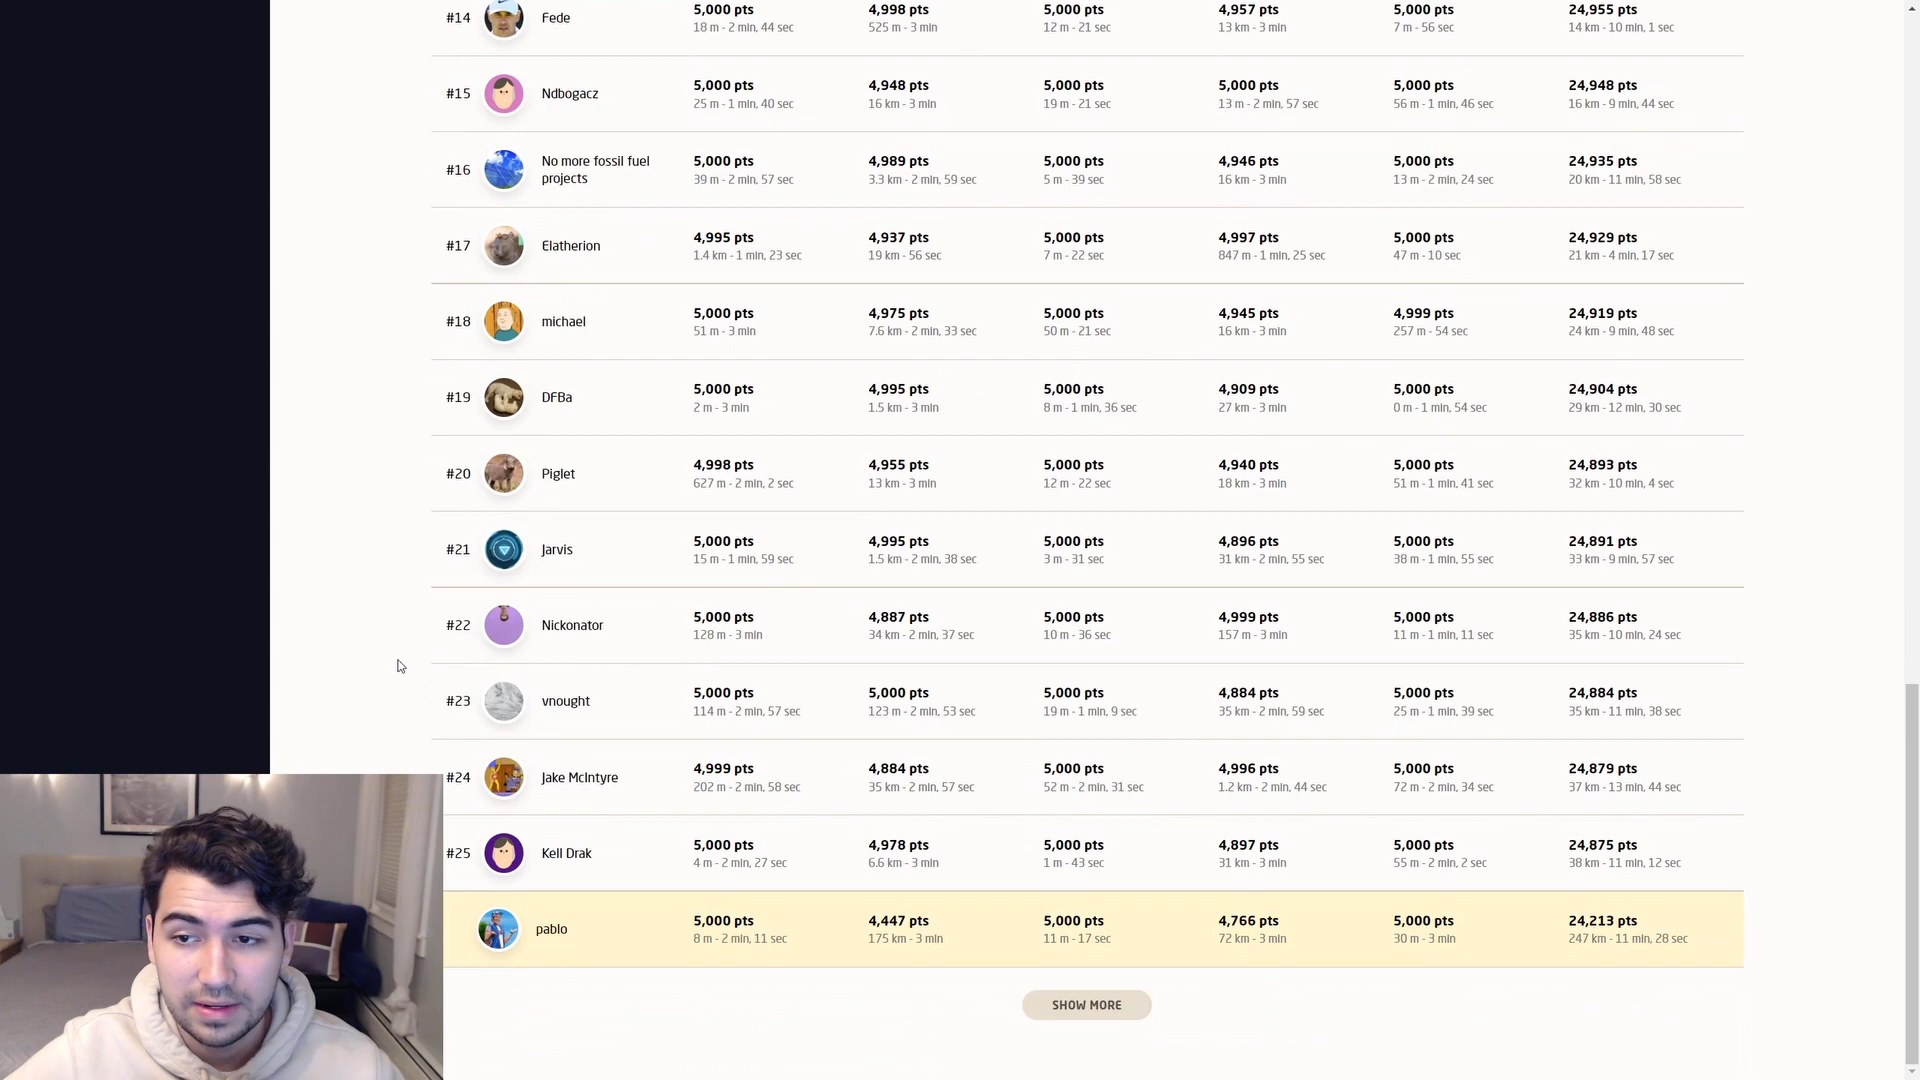 #14 Fede 5,000 pts 4,998 pts 5,000 pts 4,957 pts 5,000 pts 24,955 pts
18 m - 2 min, 44 sec 525 m - 3 min 12 m - 21 sec 13 km - 3 min 7 m - 56 sec 14 km - 10 min, 1 sec
#15 Ndbogacz 5,000 pts 4,948 pts 5,000 pts 5,000 pts 5,000 pts 24,948 pts
25 m - 1 min, 40 sec 16 km - 3 min 19 m - 21 sec 13 m - 2 min, 57 sec 56 m - 1 min, 46 sec 16 km - 9 min, 44 sec
#16 No more fossil fuel projects 5,000 pts 4,989 pts 5,000 pts 4,946 pts 5,000 pts 24,935 pts
39 m - 2 min, 57 sec 3.3 km - 2 min, 59 sec 5 m - 39 sec 16 km - 3 min 13 m - 2 min, 24 sec 20 km - 11 min, 58 sec
#17 Elatherion 4,995 pts 4,937 pts 5,000 pts 4,997 pts 5,000 pts 24,929 pts
1.4 km - 1 min, 23 sec 19 km - 56 sec 7 m - 22 sec 847 m - 1 min, 25 sec 47 m - 10 sec 21 km - 4 min, 17 sec
#18 michael 5,000 pts 4,975 pts 5,000 pts 4,945 pts 4,999 pts 24,919 pts
51 m - 3 min 7.6 km - 2 min, 33 sec 50 m - 21 sec 16 km - 3 min 257 m - 54 sec 24 km - 9 min, 48 sec
#19 DFBa 5,000 pts 4,995 pts 5,000 pts 4,909 pts 5,000 pts 24,904 pts
2 m - 3 min 1.5 km - 3 min 8 m - 1 min, 36 sec 27 km - 3 min 0 m - 1 min, 54 sec 29 km - 12 min, 30 sec
#20 Piglet 4,998 pts 4,955 pts 5,000 pts 4,940 pts 5,000 pts 24,893 pts
627 m - 2 min, 2 sec 13 km - 3 min 12 m - 22 sec 18 km - 3 min 51 m - 1 min, 41 sec 32 km - 10 min, 4 sec
#21 Jarvis 5,000 pts 4,995 pts 5,000 pts 4,896 pts 5,000 pts 24,891 pts
15 m - 1 min, 59 sec 1.5 km - 2 min, 38 sec 3 m - 31 sec 31 km - 2 min, 55 sec 38 m - 1 min, 55 sec 33 km - 9 min, 57 sec
#22 Nickonator 5,000 pts 4,887 pts 5,000 pts 4,999 pts 5,000 pts 24,886 pts
128 m - 3 min 34 km - 2 min, 37 sec 10 m - 36 sec 157 m - 3 min 11 m - 1 min, 11 sec 35 km - 10 min, 24 sec
#23 vnought 5,000 pts 5,000 pts 5,000 pts 4,884 pts 5,000 pts 24,884 pts
114 m - 2 min, 57 sec 123 m - 2 min, 53 sec 19 m - 1 min, 9 sec 35 km - 2 min, 59 sec 25 m - 1 min, 39 sec 35 km - 11 min, 38 sec
#24 Jake McIntyre 4,999 pts 4,884 pts 5,000 pts 4,996 pts 5,000 pts 24,879 pts
202 m - 2 min, 58 sec 35 km - 2 min, 57 sec 52 m - 2 min, 31 sec 1.2 km - 2 min, 44 sec 72 m - 2 min, 34 sec 37 km - 13 min, 44 sec
#25 Kell Drak 5,000 pts 4,978 pts 5,000 pts 4,897 pts 5,000 pts 24,875 pts
4 m - 2 min, 27 sec 6.6 km - 3 min 1 m - 43 sec 31 km - 3 min 55 m - 2 min, 2 sec 38 km - 11 min, 12 sec
pablo 5,000 pts 4,447 pts 5,000 pts 4,766 pts 5,000 pts 24,213 pts
8 m - 2 min, 11 sec 175 km - 3 min 11 m - 17 sec 72 km - 3 min 30 m - 3 min 247 km - 11 min, 28 sec
SHOW MORE